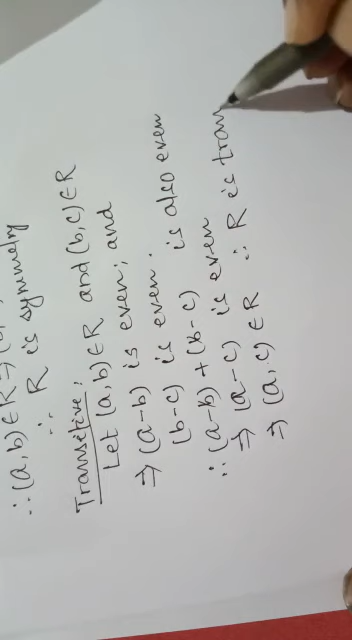 ∴ (a,b) ∈ R ⇒ (b,
∴ R is symmetry
Transitive:
Let (a,b) ∈ R and (b,c) ∈ R
⇒ (a-b) is even; and
(b-c) is even.
∴ (a-b) + (b-c) is also even
⇒ (a-c) is even
⇒ (a,c) ∈ R ∴ R is tran